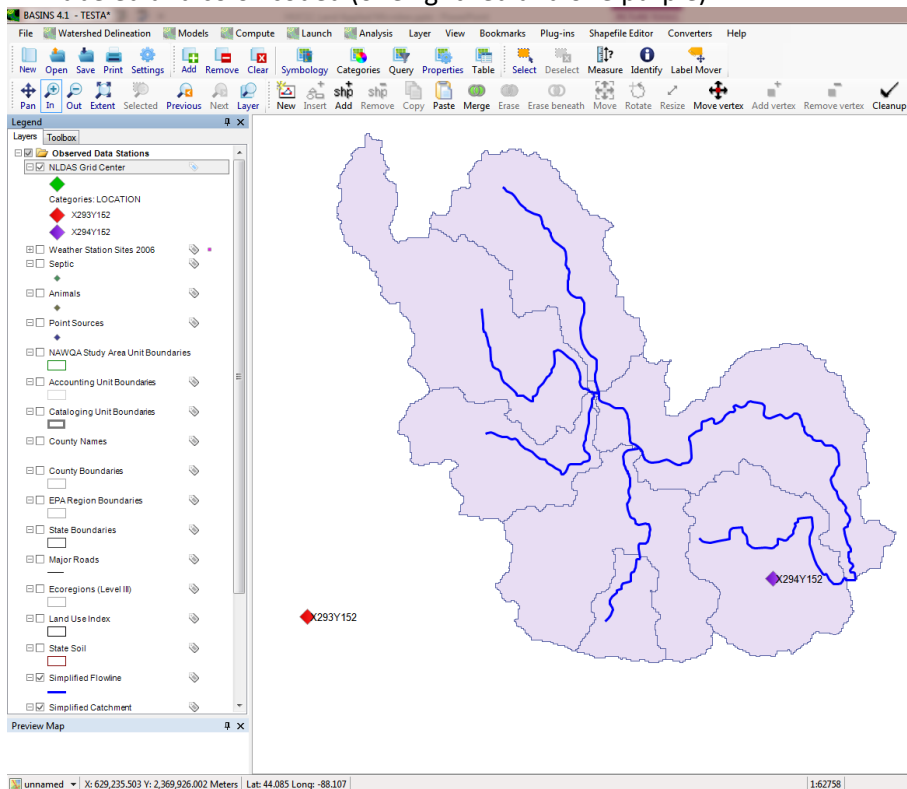 BASINS 4.1 - TESTA*
File Watershed Delineation Models Compute Launch Analysis Layer View Bookmarks Plug-ins Shapefile Editor Converters Help
New Open Save Print Settings Add Remove Clear Symbology Categories Query Properties Table Select Deselect Measure Identify Label Mover
Pan In Out Extent Selected Previous Next Layer New Insert Add Remove Copy Paste Merge Erase Erase beneath Move Rotate Resize Move vertex Add vertex Remove vertex Cleanup
Legend
Layers Toolbox
Observed Data Stations
NLDAS Grid Center
Categories: LOCATION
X293Y152
X294Y152
Weather Station Sites 2006
Septic
Animals
Point Sources
NAWQA Study Area Unit Boundaries
Accounting Unit Boundaries
Cataloging Unit Boundaries
County Names
County Boundaries
EPA Region Boundaries
State Boundaries
Major Roads
Ecoregions (Level III)
Land Use Index
State Soil
Simplified Flowline
Simplified Catchment
X294Y152
X293Y152
Preview Map
unnamed X: 629,235.503 Y: 2,369,926.002 Meters Lat: 44.085 Long: -88.107 1:62758